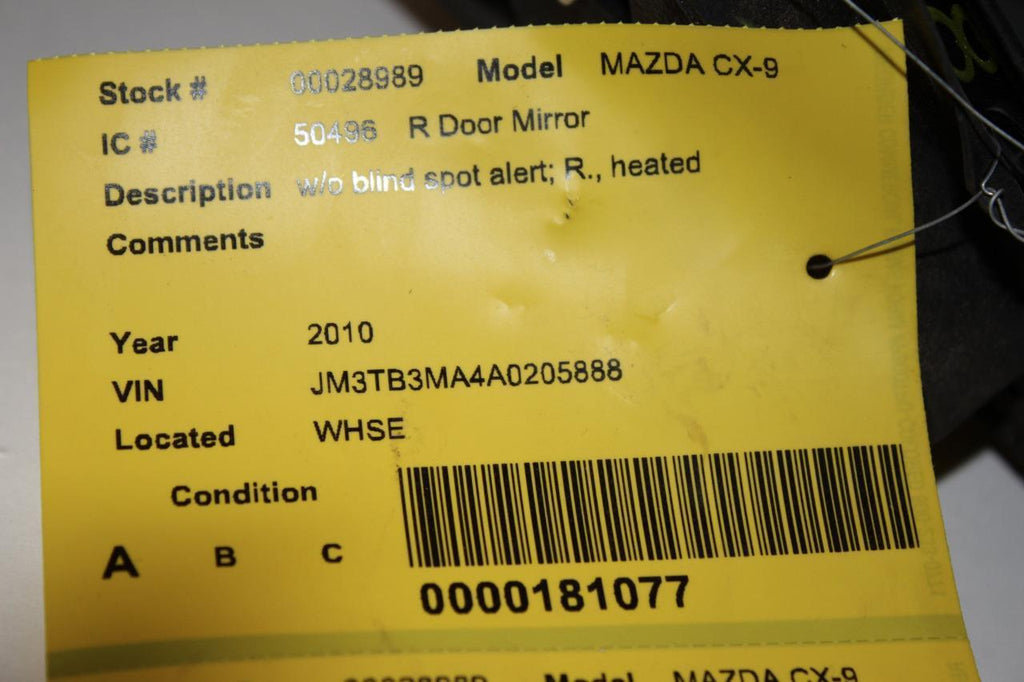 Stock # 00028989 Model MAZDA CX-9
IC # 50496 R Door Mirror
Description w/o blind spot alert; R., heated
Comments
Year 2010
VIN JM3TB3MA4A0205888
Located WHSE
Condition
A B C
0000181077
00028989 Model MAZDA CX-9